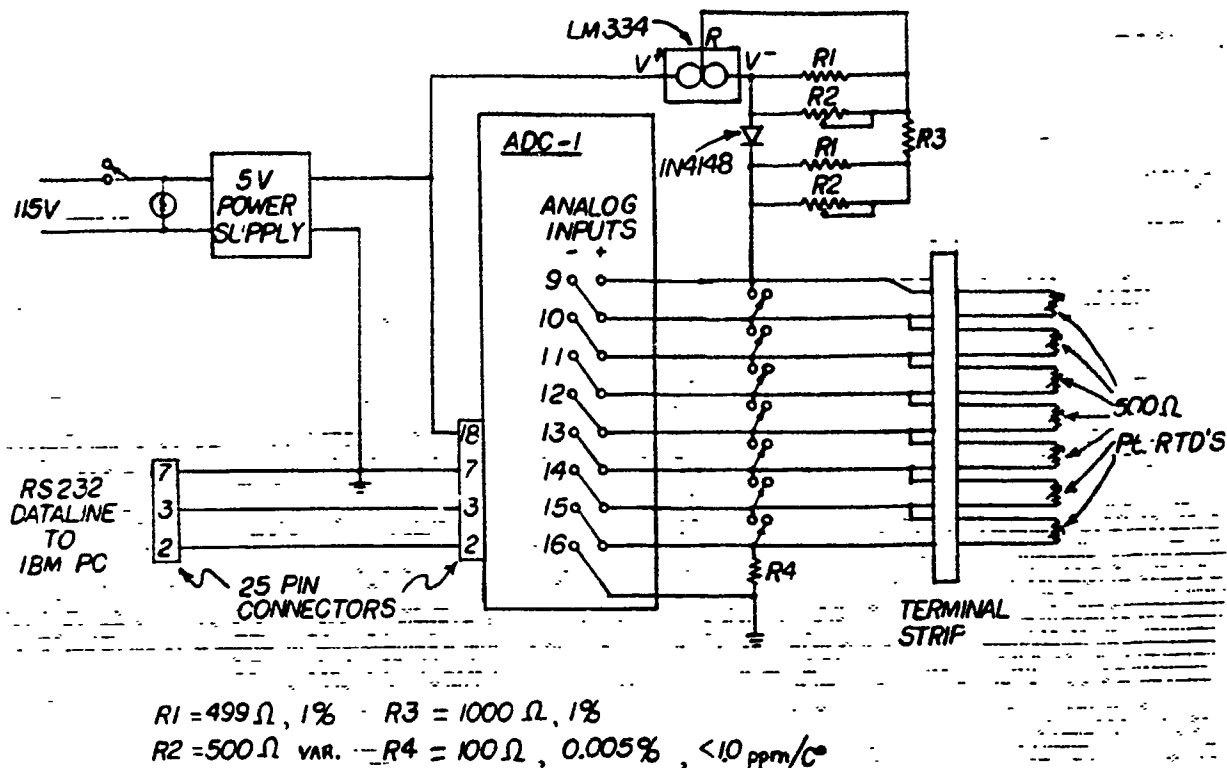 LM334
R
V+
V-
R1
R2
R3
1N4148
R1
R2
ADC-1
5V
POWER
SUPPLY
115V
ANALOG
INPUTS
- +
9
10
11
12
13
14
15
16
18
7
3
2
7
3
2
RS232
DATALINE
TO
IBM PC
25 PIN
CONNECTORS
500Ω
Pt. RTD'S
R4
TERMINAL
STRIP
R1 = 499 Ω, 1% R3 = 1000 Ω, 1%
R2 = 500 Ω VAR. R4 = 100 Ω, 0.005%, <10 ppm/C°